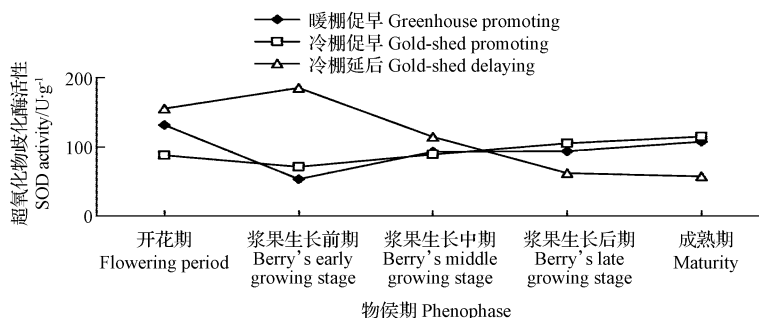 暖棚促早 Greenhouse promoting
冷棚促早 Gold-shed promoting
冷棚延后 Gold-shed delaying
超氧化物歧化酶活性/U·g⁻¹
SOD activity/U·g⁻¹
200
100
0
开花期 浆果生长前期 浆果生长中期 浆果生长后期 成熟期
Flowering period Berry’s early Berry’s middle Berry’s late Maturity
growing stage growing stage growing stage
物侯期 Phenophase